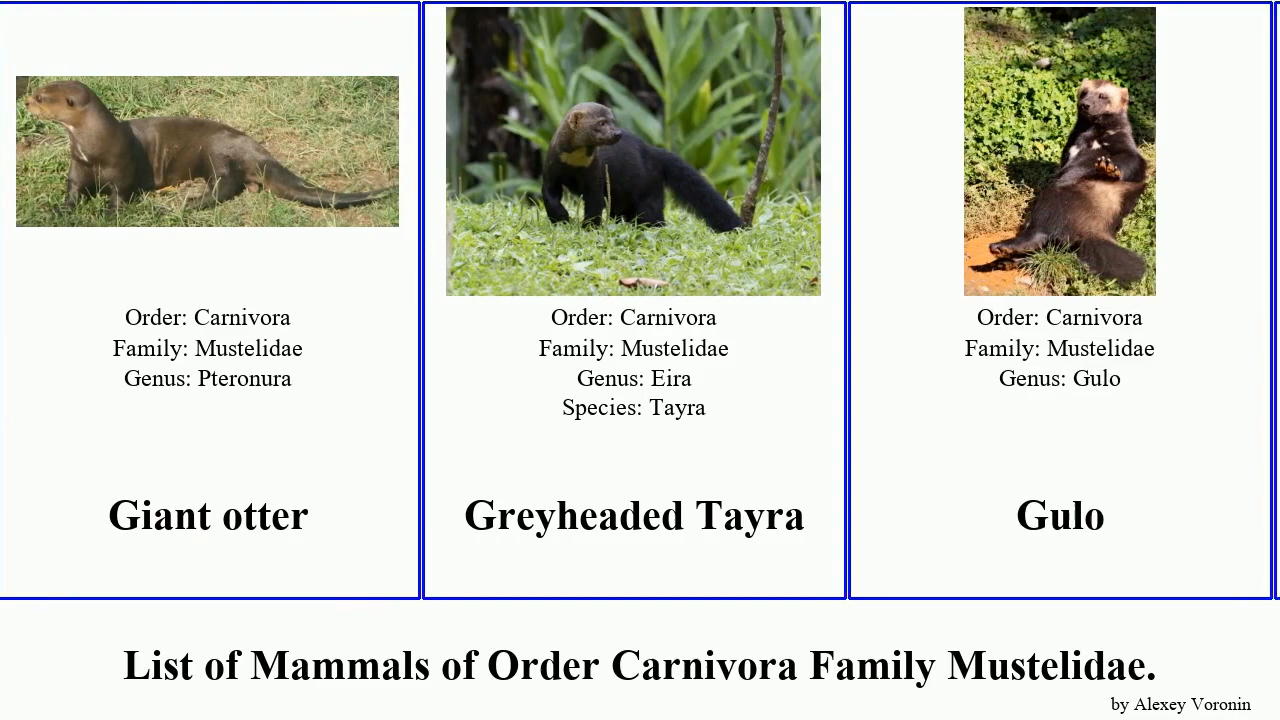 Order: Carnivora
Family: Mustelidae
Genus: Pteronura
Giant otter
Order: Carnivora
Family: Mustelidae
Genus: Eira
Species: Tayra
Greyheaded Tayra
Order: Carnivora
Family: Mustelidae
Genus: Gulo
Gulo
List of Mammals of Order Carnivora Family Mustelidae.
by Alexey Voronin